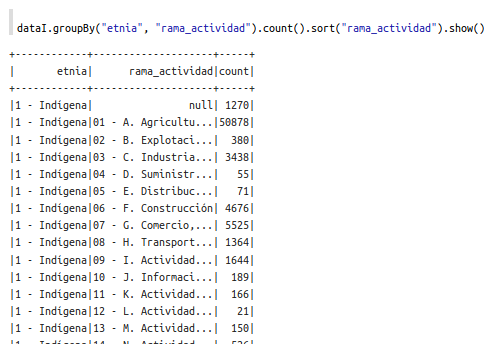 dataI.groupBy("etnia", "rama_actividad").count().sort("rama_actividad").show()
+------------+--------------------+-----+
|       etnia|      rama_actividad|count|
+------------+--------------------+-----+
|1 - Indígena|                null| 1270|
|1 - Indígena|01 - A. Agricultu...|50878|
|1 - Indígena|02 - B. Explotaci...|  380|
|1 - Indígena|03 - C. Industria...| 3438|
|1 - Indígena|04 - D. Suministr...|   55|
|1 - Indígena|05 - E. Distribuc...|   71|
|1 - Indígena|06 - F. Construcción| 4676|
|1 - Indígena|07 - G. Comercio,...| 5525|
|1 - Indígena|08 - H. Transport...| 1364|
|1 - Indígena|09 - I. Actividad...| 1644|
|1 - Indígena|10 - J. Informaci...|  189|
|1 - Indígena|11 - K. Actividad...|  166|
|1 - Indígena|12 - L. Actividad...|   21|
|1 - Indígena|13 - M. Actividad...|  150|